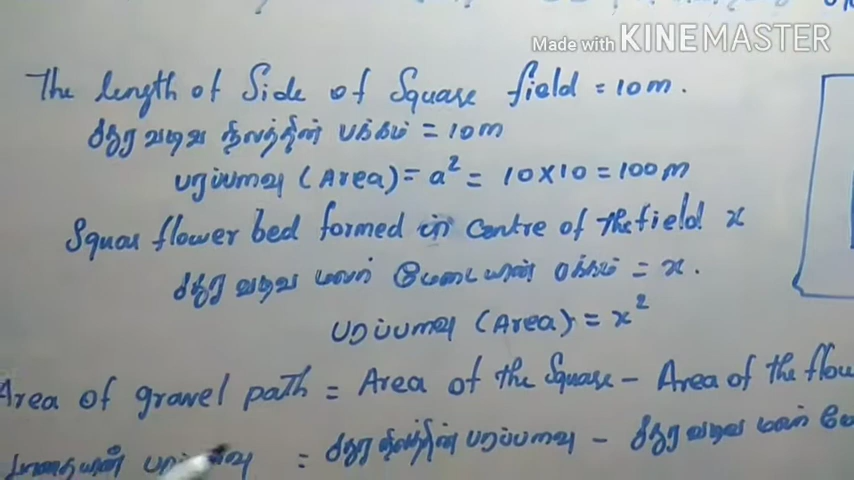 Made with KINEMASTER
The length of Side of Square field = 10m.
சதுர வடிவ நிலத்தின் பக்கம் = 10m
பரப்பளவு (Area) = a² = 10X10 = 100m
Squar flower bed formed in centre of the field x
சதுர வடிவ மலர் மேடையின் பக்கம் = x.
பரப்பளவு (Area) = x²
Area of gravel path = Area of the Square - Area of the flow
பாதையின் = சதுர நிலத்தின் பரப்பளவு - சதுர வடிவ மலர் மே